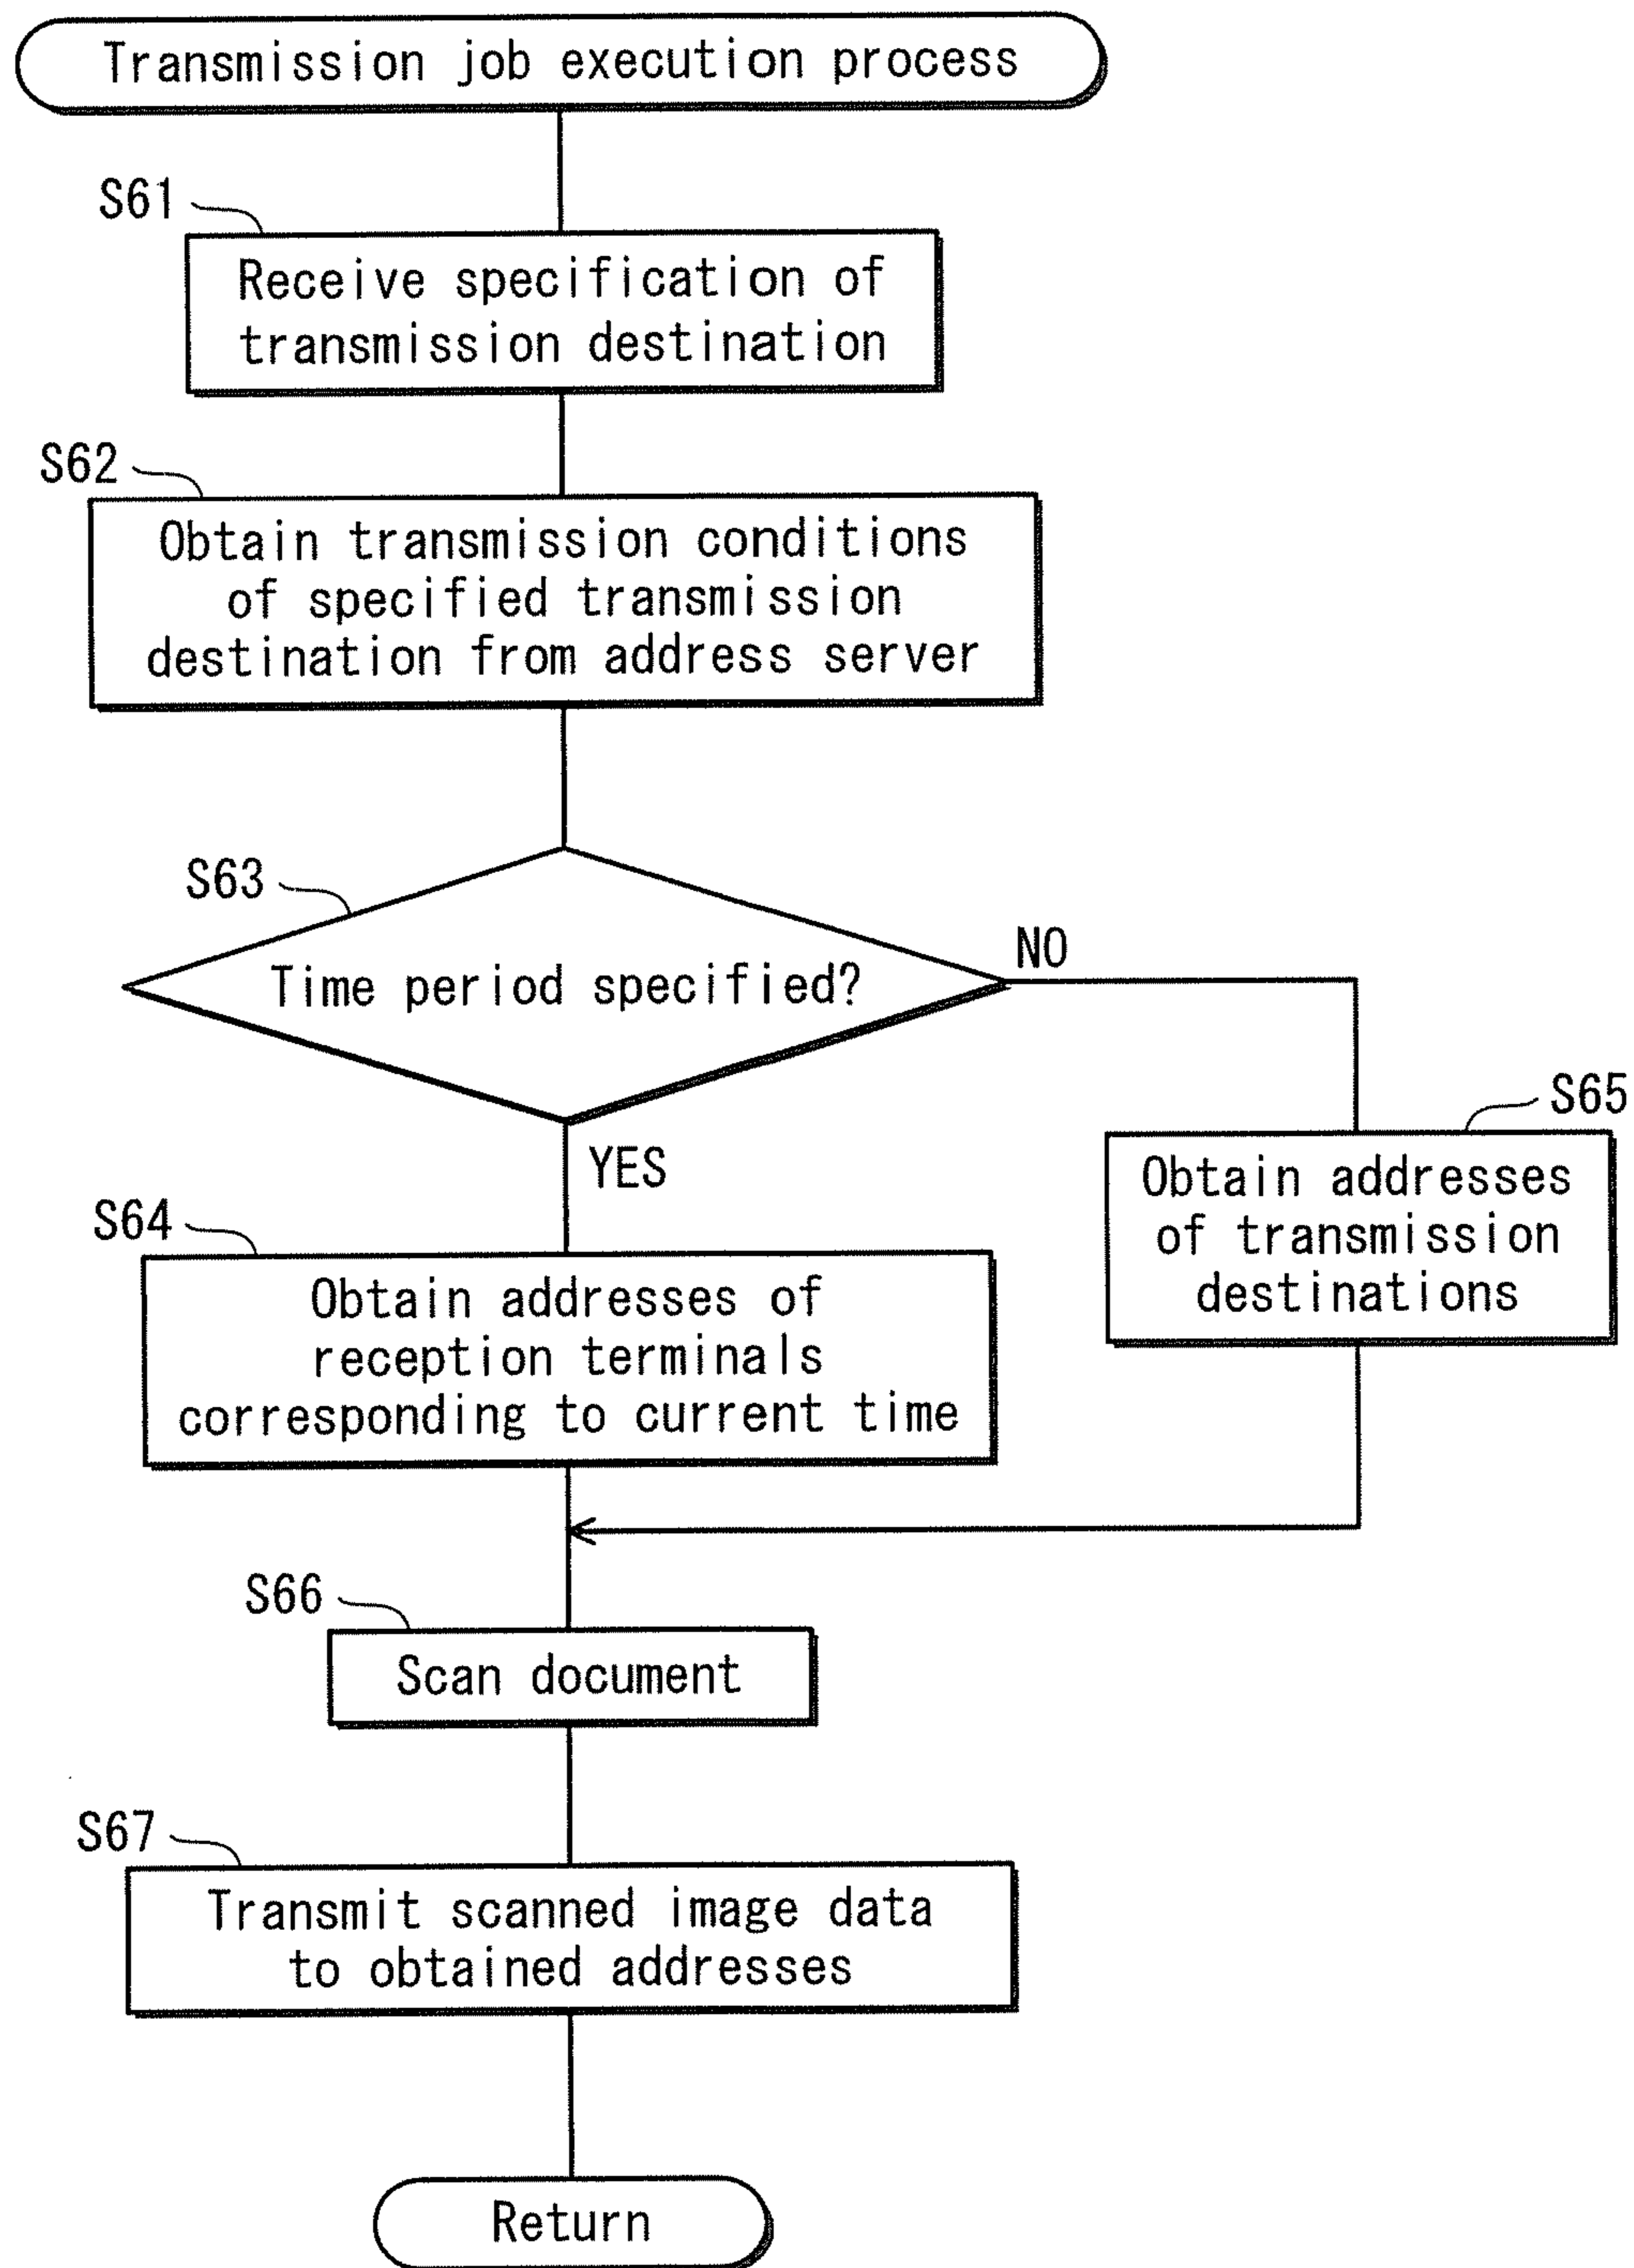 Transmission job execution process
S61
Receive specification of
transmission destination
S62
Obtain transmission conditions
of specified transmission
destination from address server
S63
Time period specified?
NO
YES
S65
Obtain addresses
of transmission
destinations
S64
Obtain addresses of
reception terminals
corresponding to current time
S66
Scan document
S67
Transmit scanned image data
to obtained addresses
Return